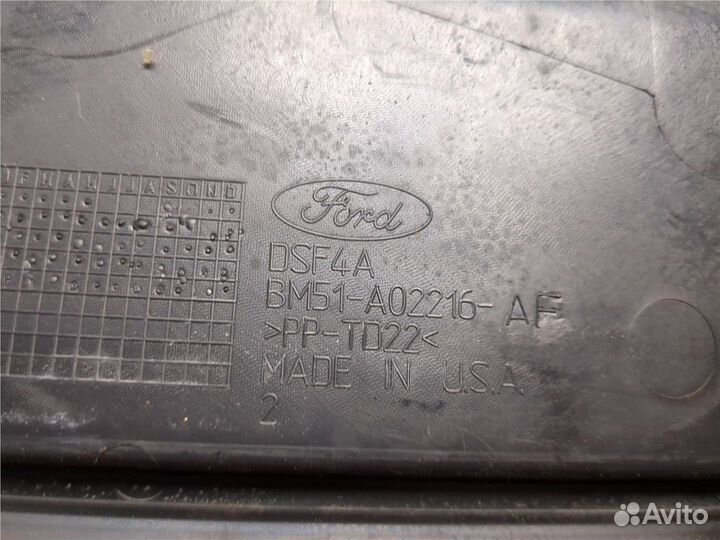 J F M A M J J A S O N D
Ford
DSF4A
BM51-A02216-AF
>PP-TD22<
MADE IN U.S.A
2
Avito